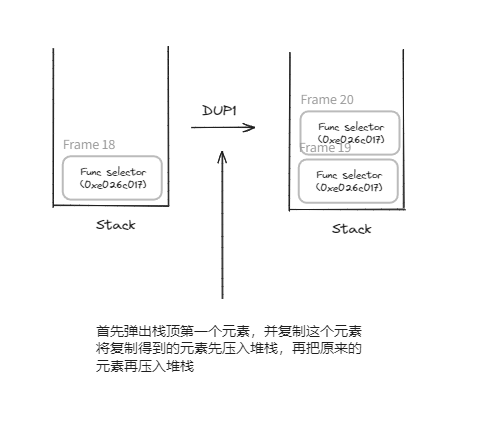 DUP1
Frame 18
Func selector
(0xe026c017)
Stack
Frame 20
Func selector
(0xe026c017)
Frame 19
Func selector
(0xe026c017)
Stack
首先弹出栈顶第一个元素，并复制这个元素
将复制得到的元素先压入堆栈，再把原来的
元素再压入堆栈